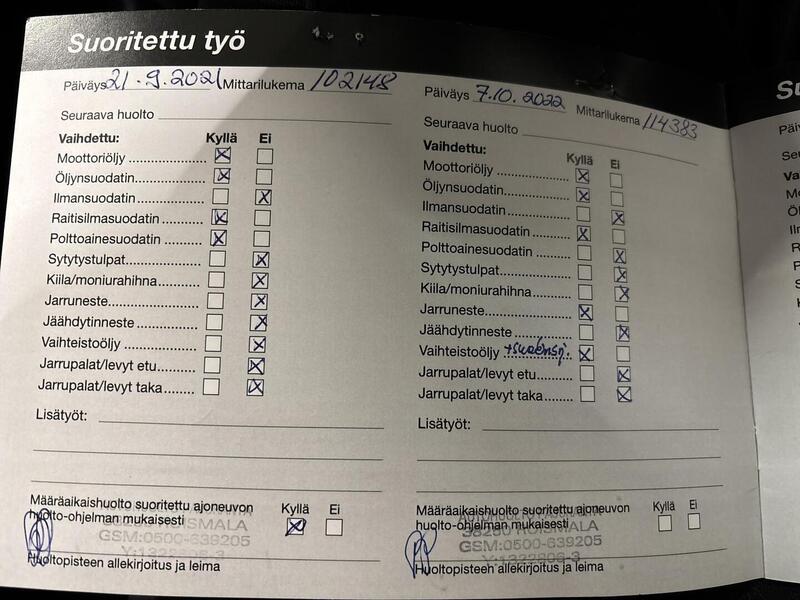 Suoritettu työ
Päiväys 21.9.2021 Mittarilukema 102148
Seuraava huolto
Vaihdettu: Kyllä Ei
Moottoriöljy
Öljynsuodatin
Ilmansuodatin
Raitisilmasuodatin
Polttoainesuodatin
Sytytystulpat
Kiila/moniurahihna
Jarruneste
Jäähdytinneste
Vaihteistoöljy
Jarrupalat/levyt etu
Jarrupalat/levyt taka
Lisätyöt:
Määräaikaishuolto suoritettu ajoneuvon
huolto-ohjelman mukaisesti
Kyllä Ei
GSM:0500-639205
Huoltopisteen allekirjoitus ja leima
Päiväys 7.10.2022 Mittarilukema 114383
Seuraava huolto
Vaihdettu: Kyllä Ei
Moottoriöljy
Öljynsuodatin
Ilmansuodatin
Raitisilmasuodatin
Polttoainesuodatin
Sytytystulpat
Kiila/moniurahihna
Jarruneste
Jäähdytinneste
Vaihteistoöljy
Jarrupalat/levyt etu
Jarrupalat/levyt taka
Lisätyöt:
Määräaikaishuolto suoritettu ajoneuvon
huolto-ohjelman mukaisesti
Kyllä Ei
GSM:0500-639205
Huoltopisteen allekirjoitus ja leima